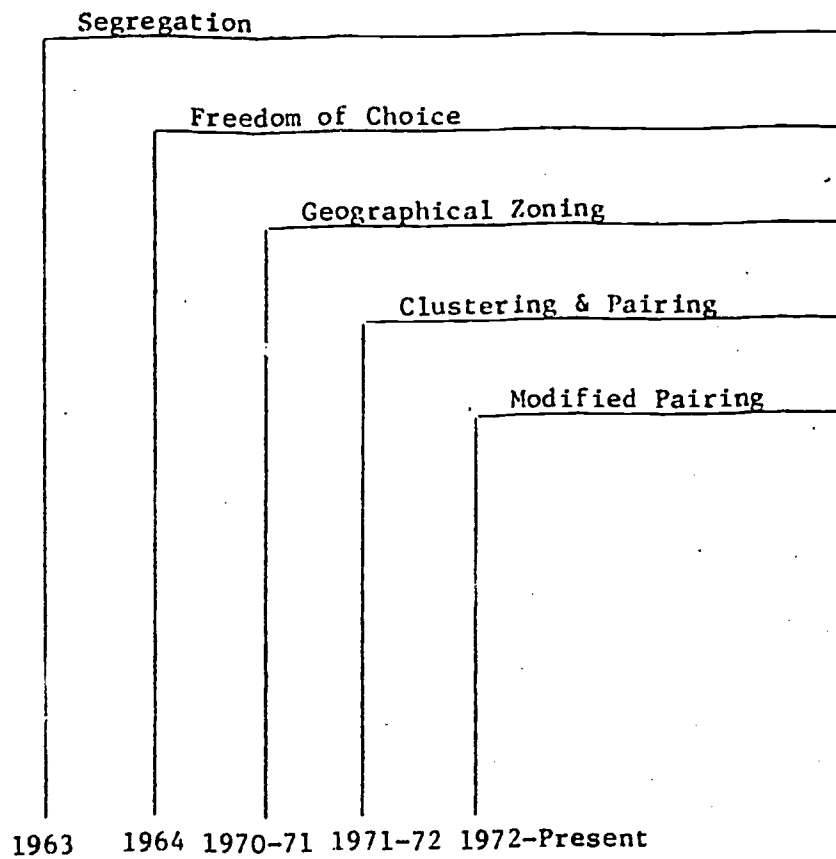 Segregation
Freedom of Choice
Geographical Zoning
Clustering & Pairing
Modified Pairing
1963 1964 1970-71 1971-72 1972-Present